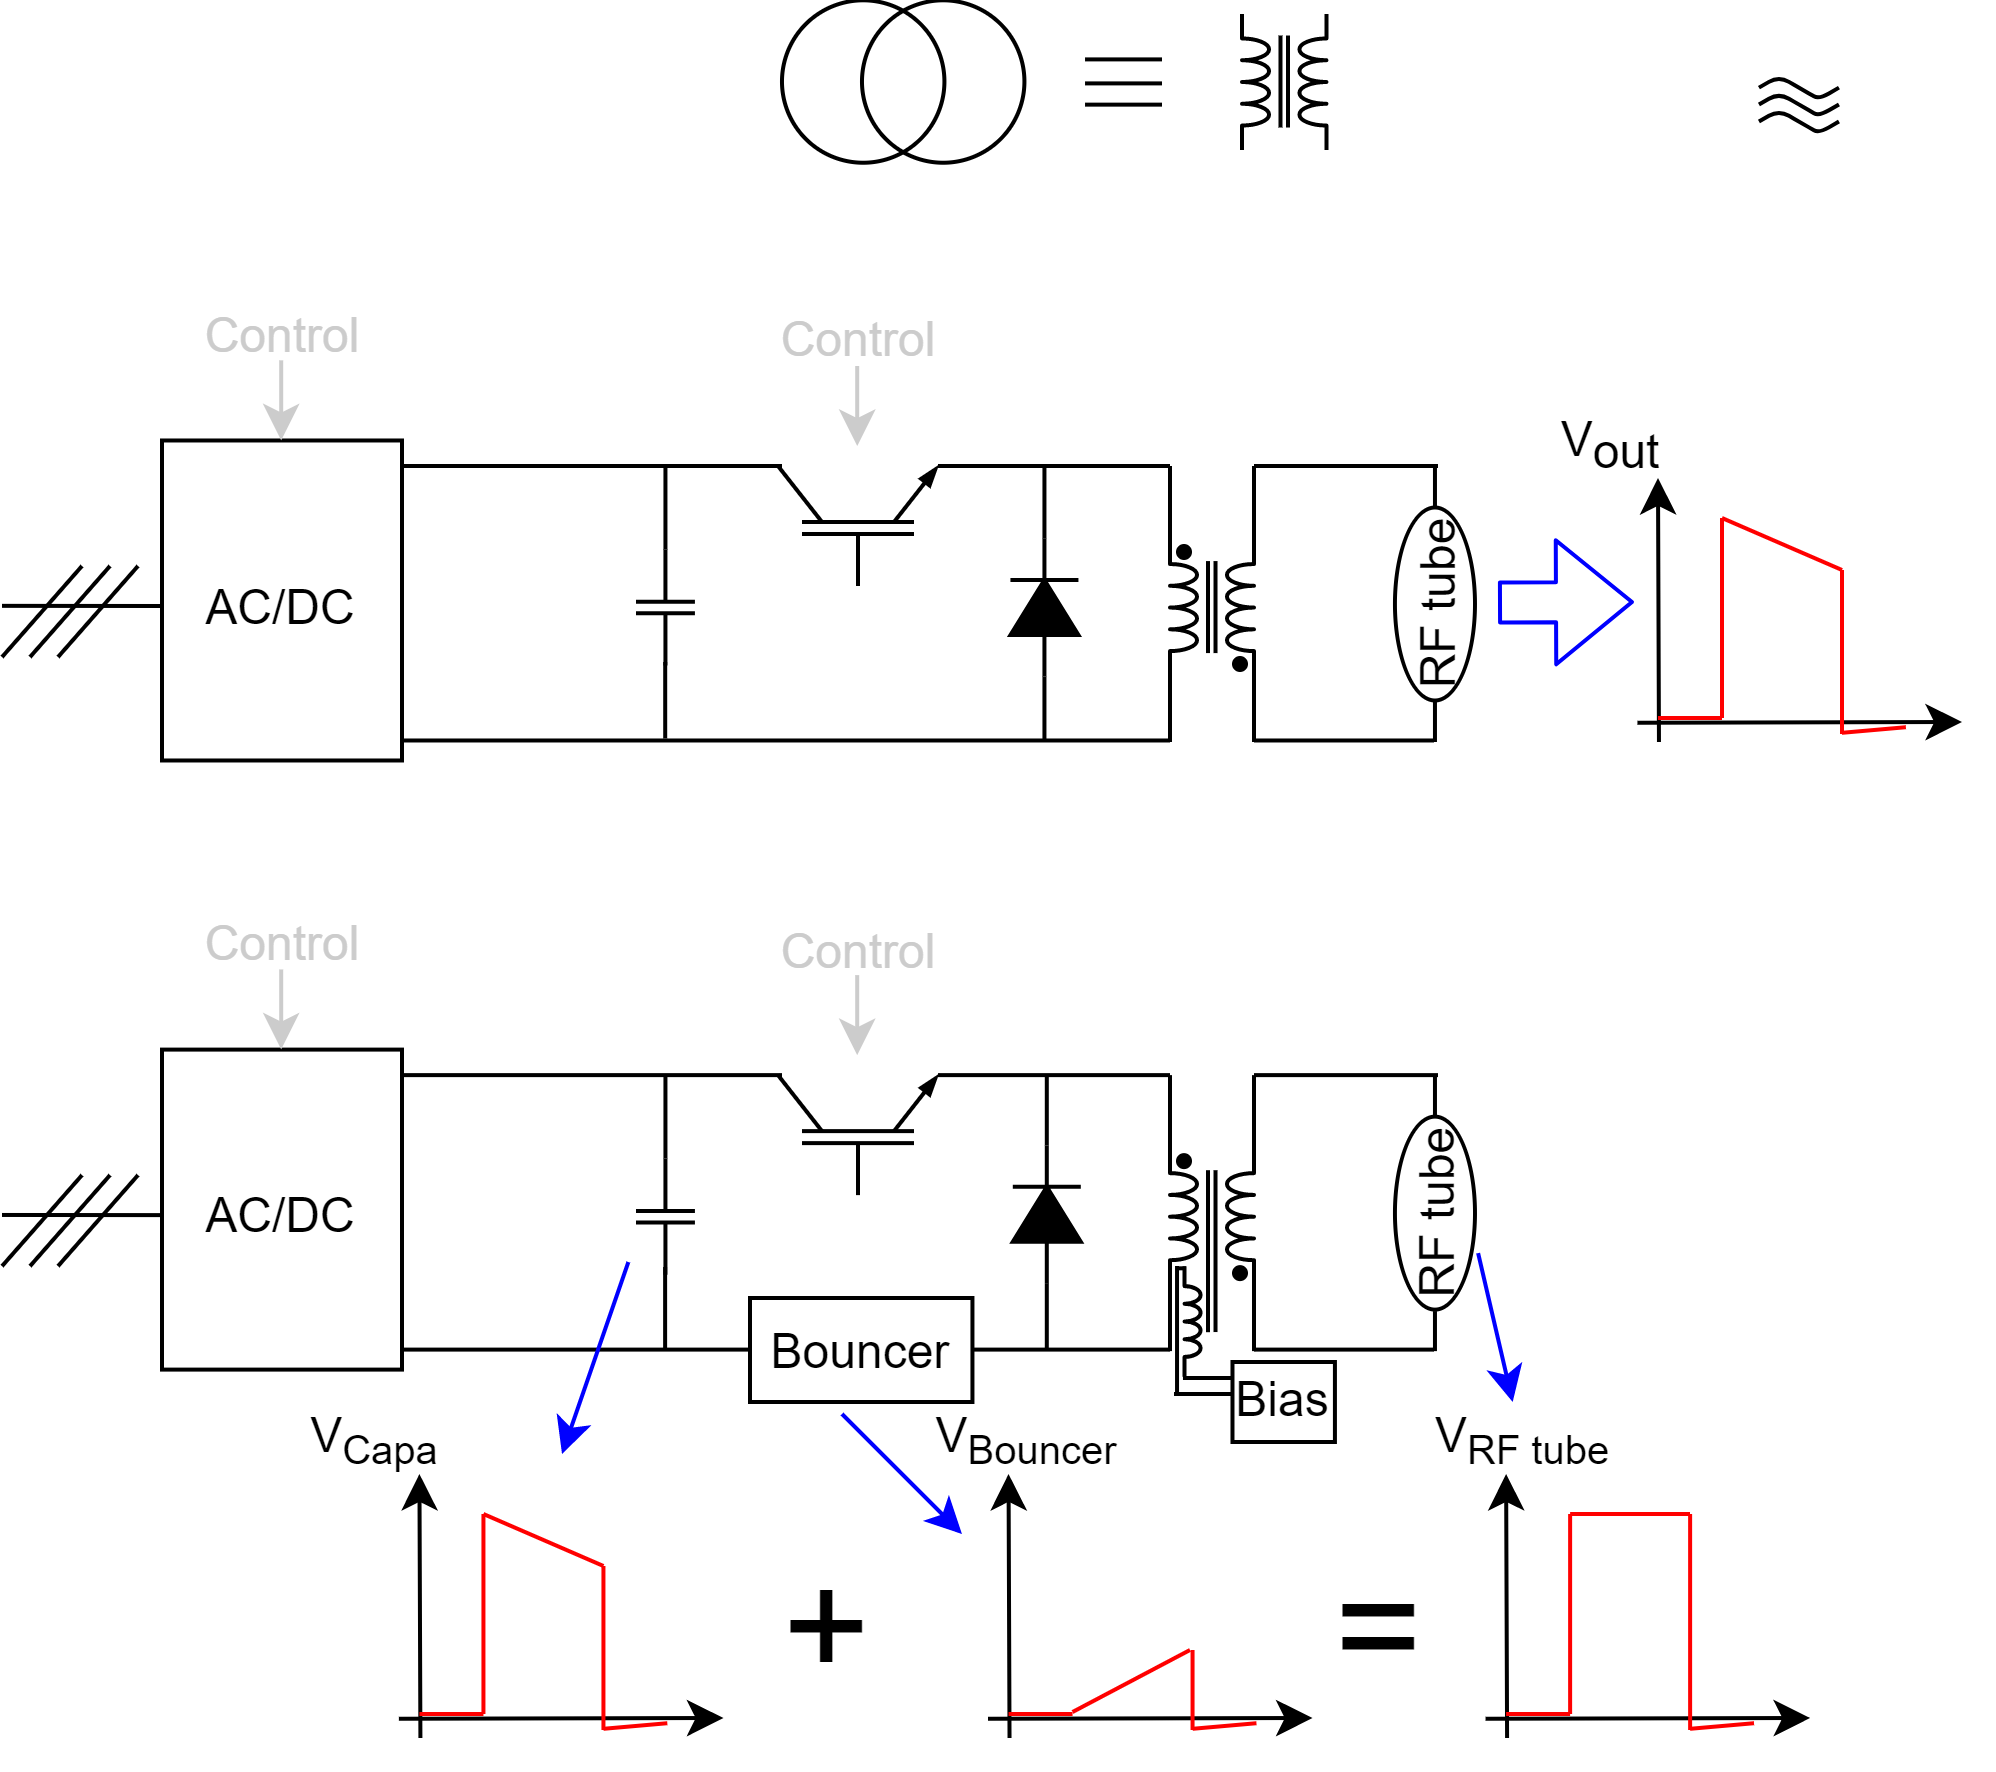 Control
Control
AC/DC
RF tube
Vout
Control
Control
AC/DC
RF tube
Bouncer
Bias
VCapa
VBouncer
VRF tube
+
=